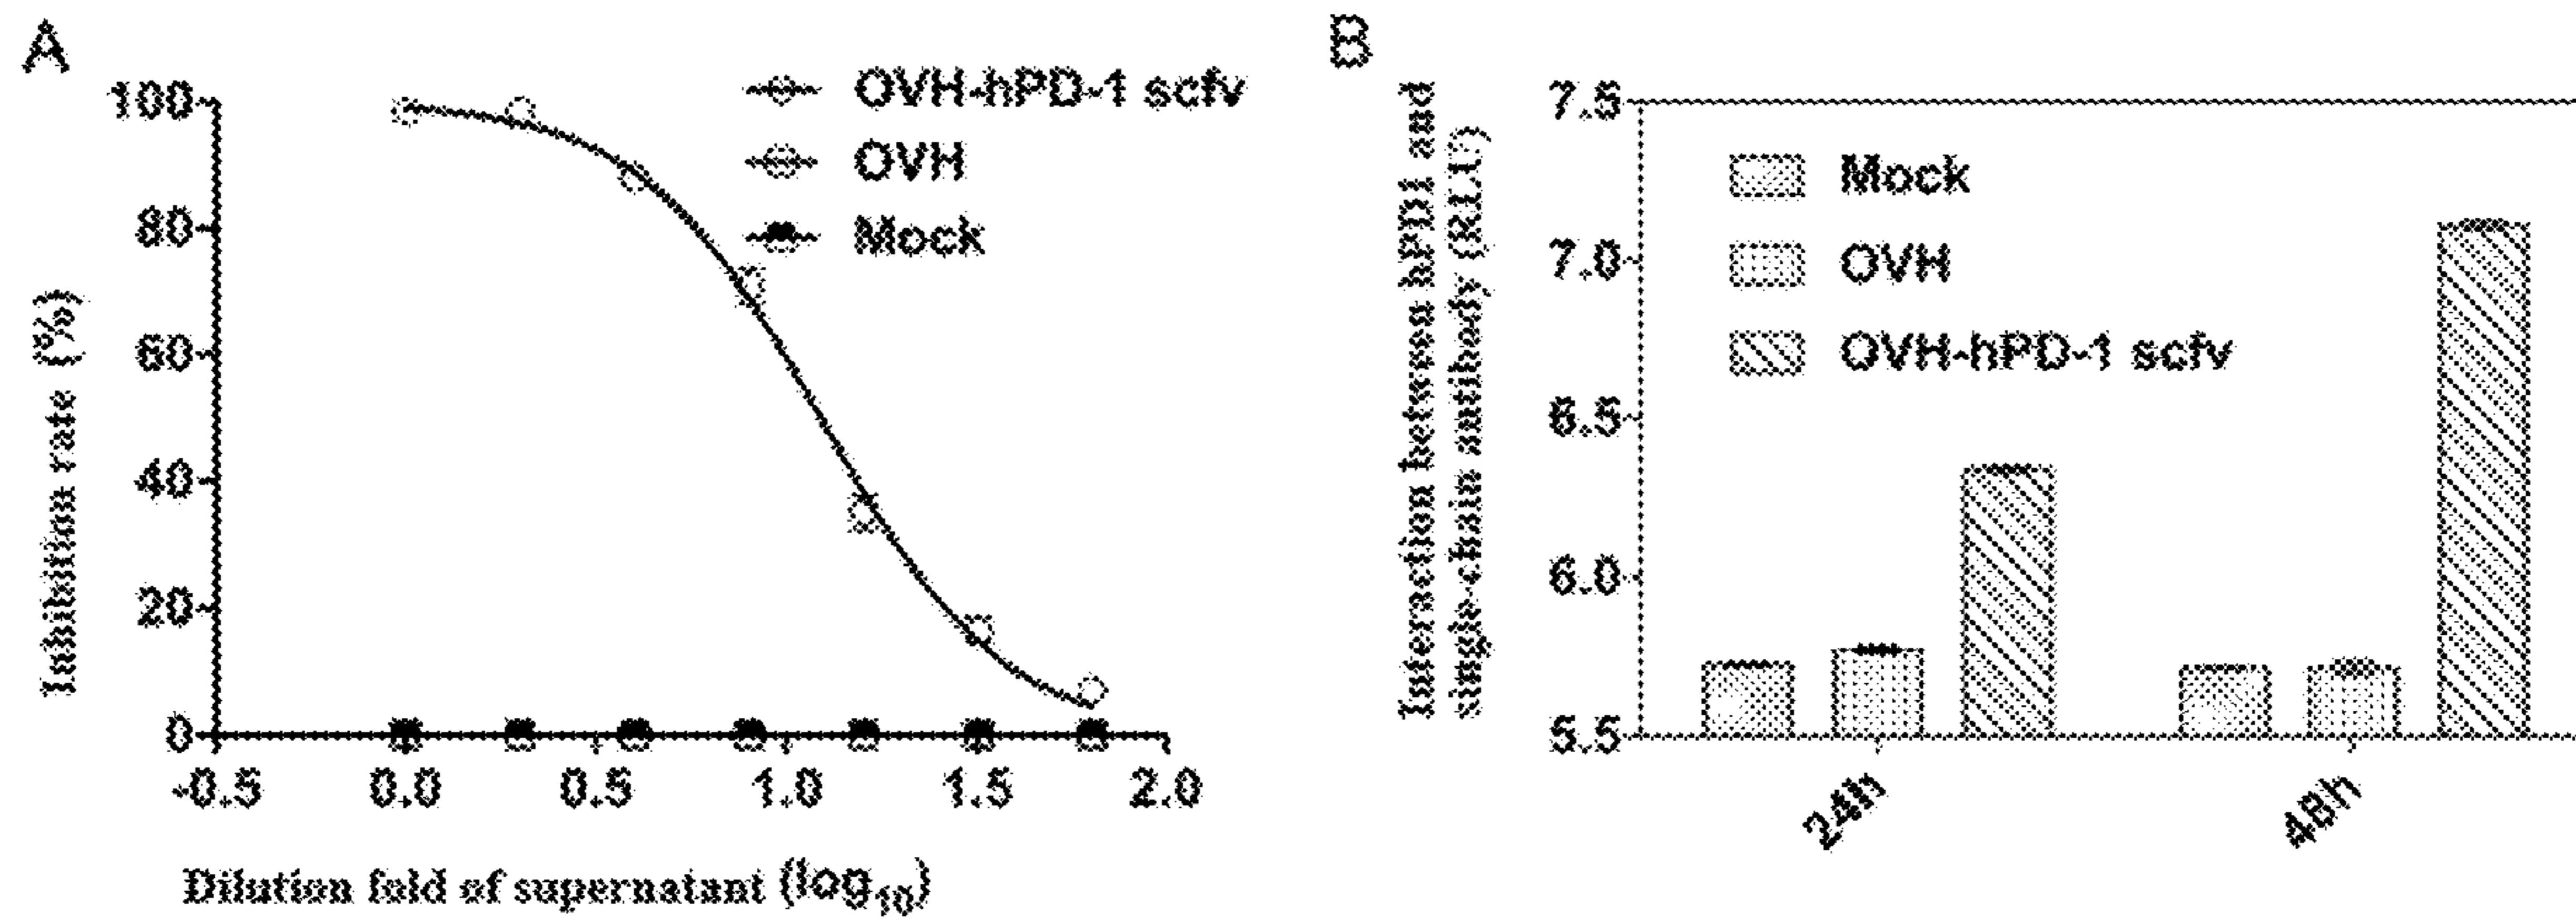 A
Inhibition rate (%)
100
80
60
40
20
0
-0.5 0.0 0.5 1.0 1.5 2.0
Dilution fold of supernatant (log10)
OVH-hPD-1 scfv
OVH
Mock
B
Interaction between hPD1 and
single-chain antibody (RLU)
7.5
7.0
6.5
6.0
5.5
Mock
OVH
OVH-hPD-1 scfv
24h 48h